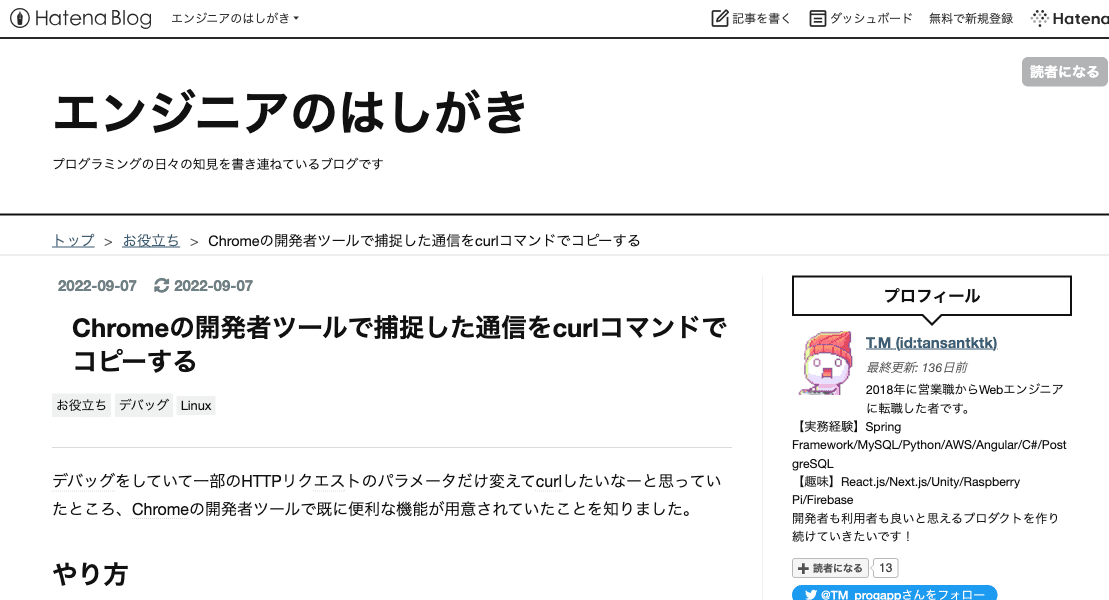 Hatena Blog エンジニアのはしがき 記事を書く ダッシュボード 無料で新規登録 Hatena
読者になる
エンジニアのはしがき
プログラミングの日々の知見を書き連ねているブログです
トップ > お役立ち > Chromeの開発者ツールで捕捉した通信をcurlコマンドでコピーする
2022-09-07 2022-09-07
Chromeの開発者ツールで捕捉した通信をcurlコマンドで
コピーする
お役立ち デバッグ Linux
デバッグをしていて一部のHTTPリクエストのパラメータだけ変えてcurlしたいなーと思ってい
たところ、Chromeの開発者ツールで既に便利な機能が用意されていたことを知りました。
やり方
プロフィール
T.M (id:tansantktk)
最終更新: 136日前
2018年に営業職からWebエンジニア
に転職した者です。
【実務経験】Spring
Framework/MySQL/Python/AWS/Angular/C#/Post
greSQL
【趣味】React.js/Next.js/Unity/Raspberry
Pi/Firebase
開発者も利用者も良いと思えるプロダクトを作り
続けていきたいです！
読者になる 13
@TM_progappさんをフォロー